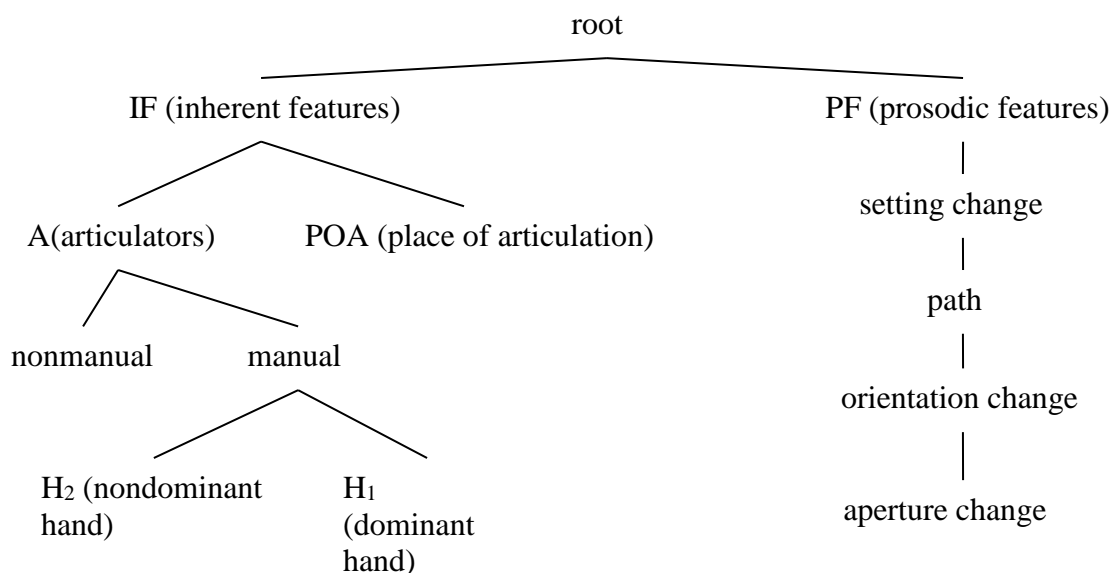 root
IF (inherent features)
PF (prosodic features)
A(articulators)
POA (place of articulation)
setting change
path
nonmanual
manual
orientation change
H₂ (nondominant
hand)
H₁
(dominant
hand)
aperture change